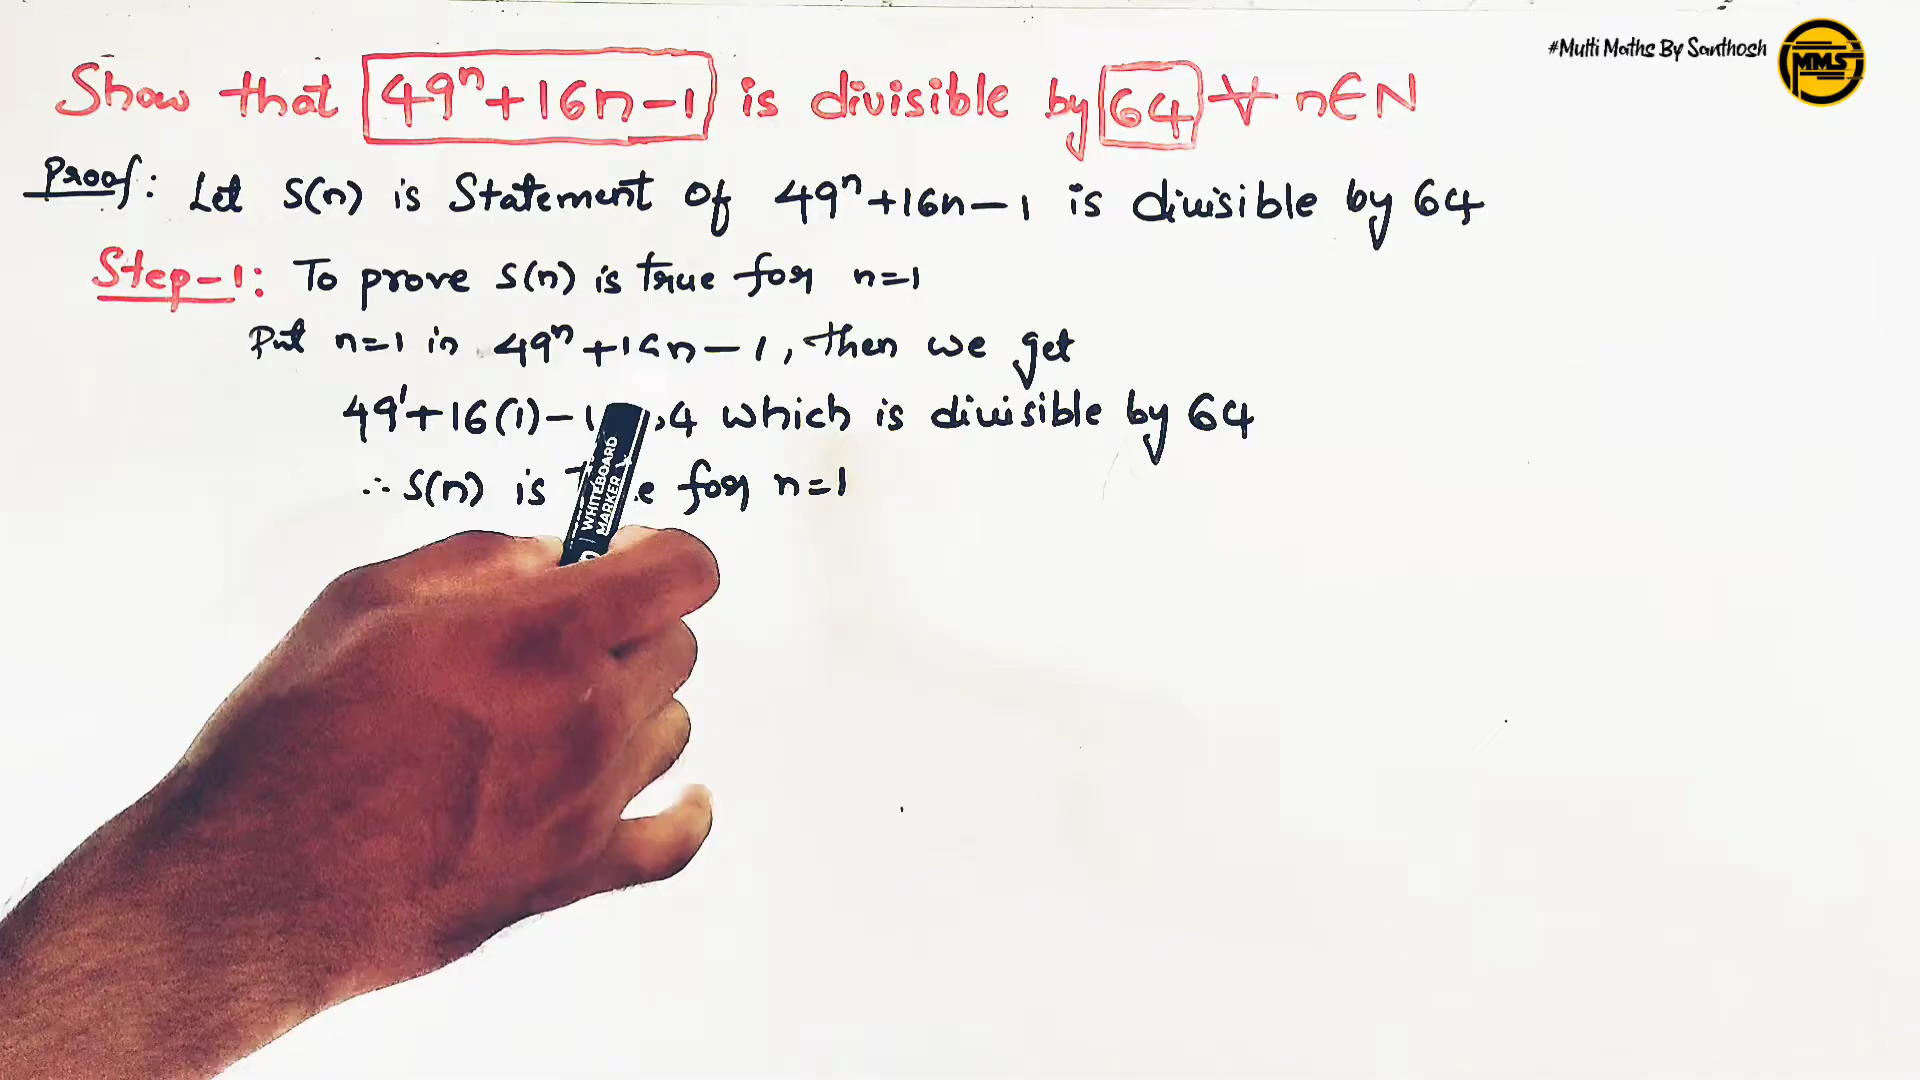 #Multi Maths By Santhosh
MMS
Show that 49ⁿ+16n-1 is divisible by 64 ∀ n∈N
Proof: Let S(n) is Statement of 49ⁿ+16n-1 is divisible by 64
Step-1: To prove S(n) is true for n=1
Put n=1 in 49ⁿ+16n-1, then we get
49¹+16(1)-1 4 which is divisible by 64
∴ S(n) is for n=1
WHITEBOARD
MARKER